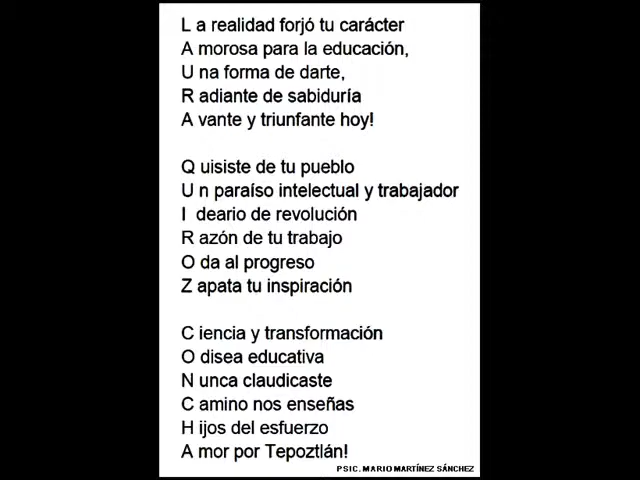 L a realidad forjó tu carácter
A morosa para la educación,
U na forma de darte,
R adiante de sabiduría
A vante y triunfante hoy!
Q uisiste de tu pueblo
U n paraíso intelectual y trabajador
I deario de revolución
R azón de tu trabajo
O da al progreso
Z apata tu inspiración
C iencia y transformación
O disea educativa
N unca claudicaste
C amino nos enseñas
H ijos del esfuerzo
A mor por Tepoztlán!
PSIC. MARIO MARTÍNEZ SÁNCHEZ